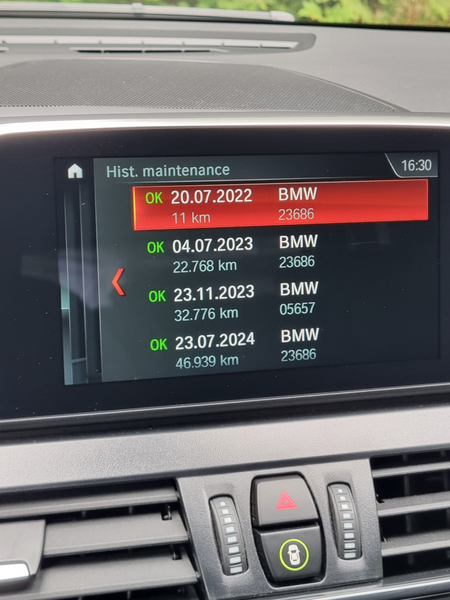 Hist. maintenance 16:30
OK 20.07.2022 BMW
11 km 23686
OK 04.07.2023 BMW
22.768 km 23686
OK 23.11.2023 BMW
32.776 km 05657
OK 23.07.2024 BMW
46.939 km 23686